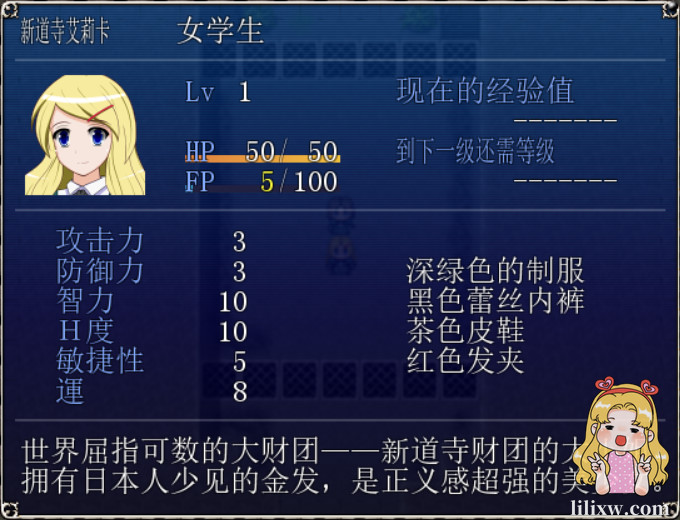 新道寺艾莉卡 女学生
Lv 1 现在的经验值
-------
HP 50/ 50 到下一级还需等级
FP 5/100 -------
攻击力 3
防御力 3 深绿色的制服
智力 10 黑色蕾丝内裤
H度 10 茶色皮鞋
敏捷性 5 红色发夹
運 8
世界屈指可数的大财团——新道寺财团的
拥有日本人少见的金发，是正义感超强的美
lilixw.com